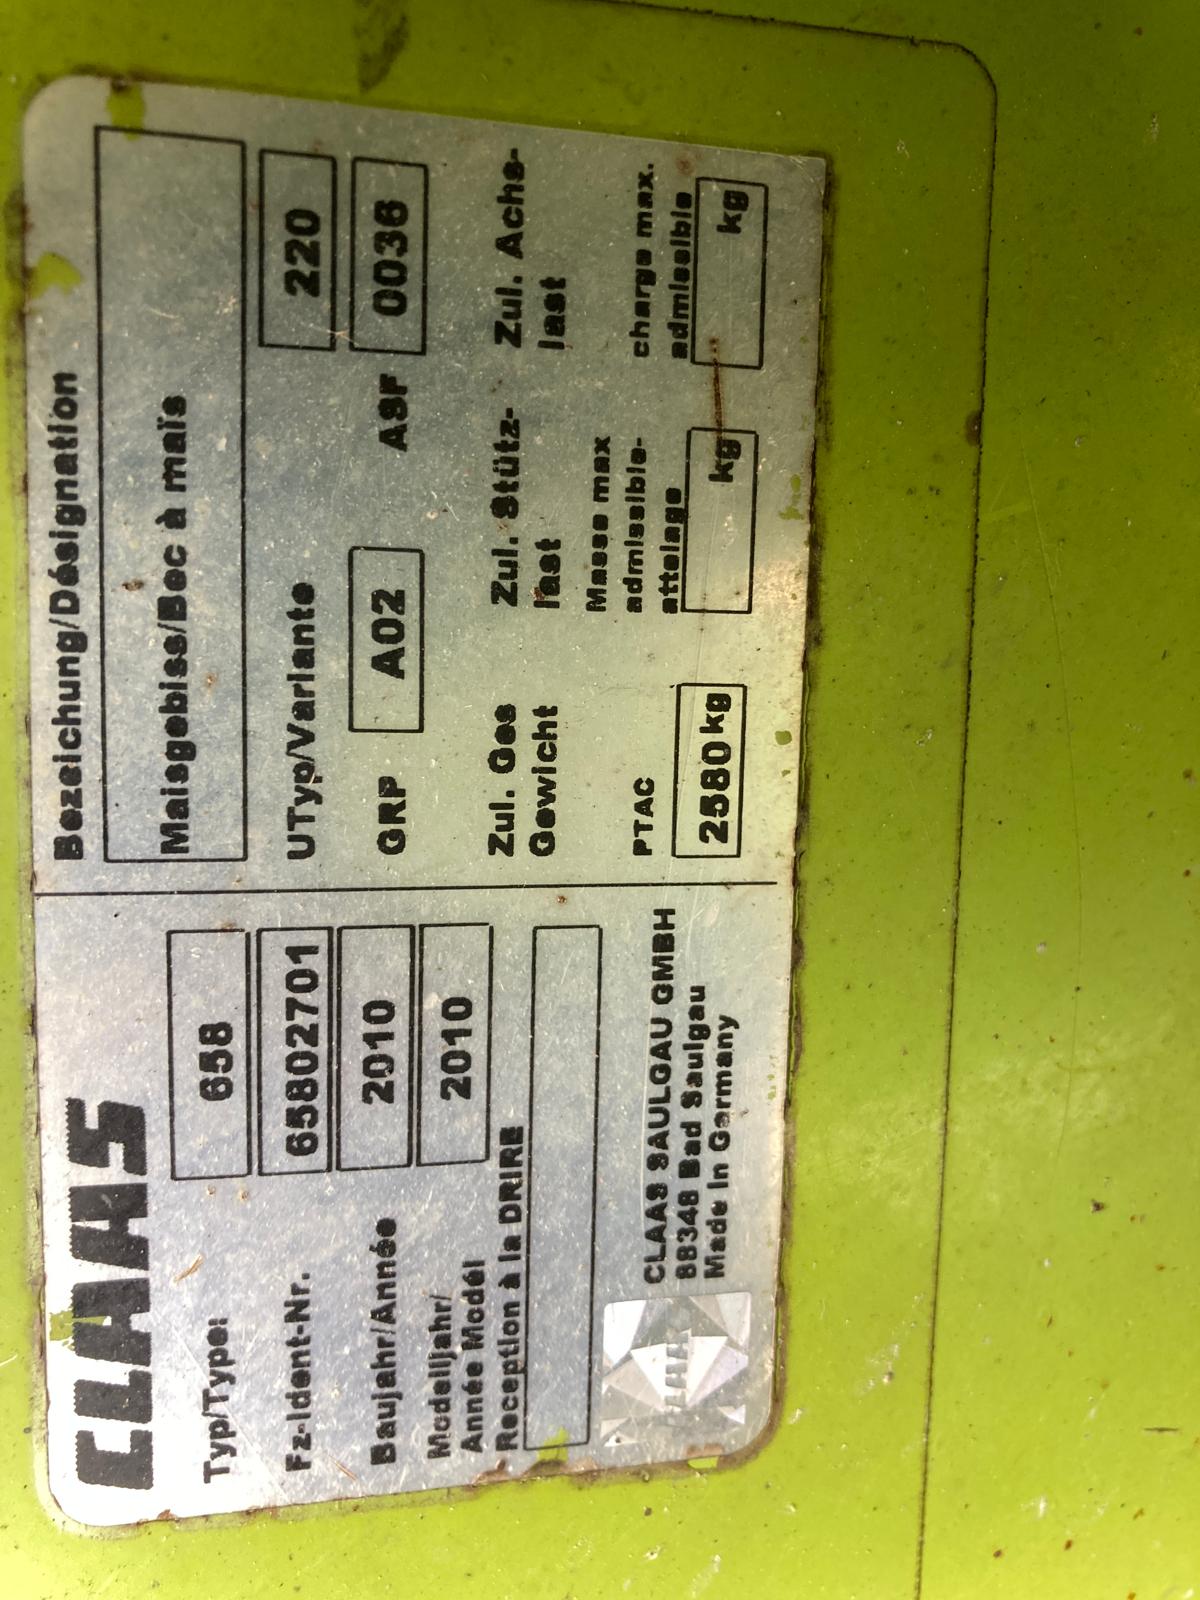 CLAAS
Typ/Type: 658
Fz-Ident-Nr. 65802701
Baujahr/Année 2010
Modelljahr/
Année Modél 2010
Reception à la DRIRE
CLAAS SAULGAU GMBH
88348 Bad Saulgau
Made In Germany
Bezeichung/Désignation
Maisgebiss/Bec à maïs
UTyp/Variante 220
GRP A02 ASF 0036
Zul. Ges
Gewicht
PTAC
2580 kg
Zul. Stütz-
last
Masse max
admissible-
attelage
kg
Zul. Achs-
last
charge max.
admissible
kg